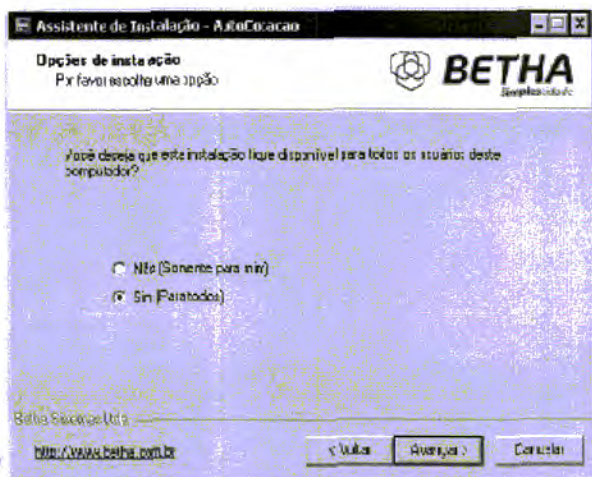 Assistente de Instalação - AutoCotacao
Opções de instalação
Por favor escolha uma opção
BETHA
Simplicidade
Você deseja que esta instalação fique disponível para todos os usuários deste
computador?
Não (Somente para mim)
Sim (Para todos)
Betha Sistemas Ltda
http://www.betha.com.br
< Voltar
Avançar >
Cancelar